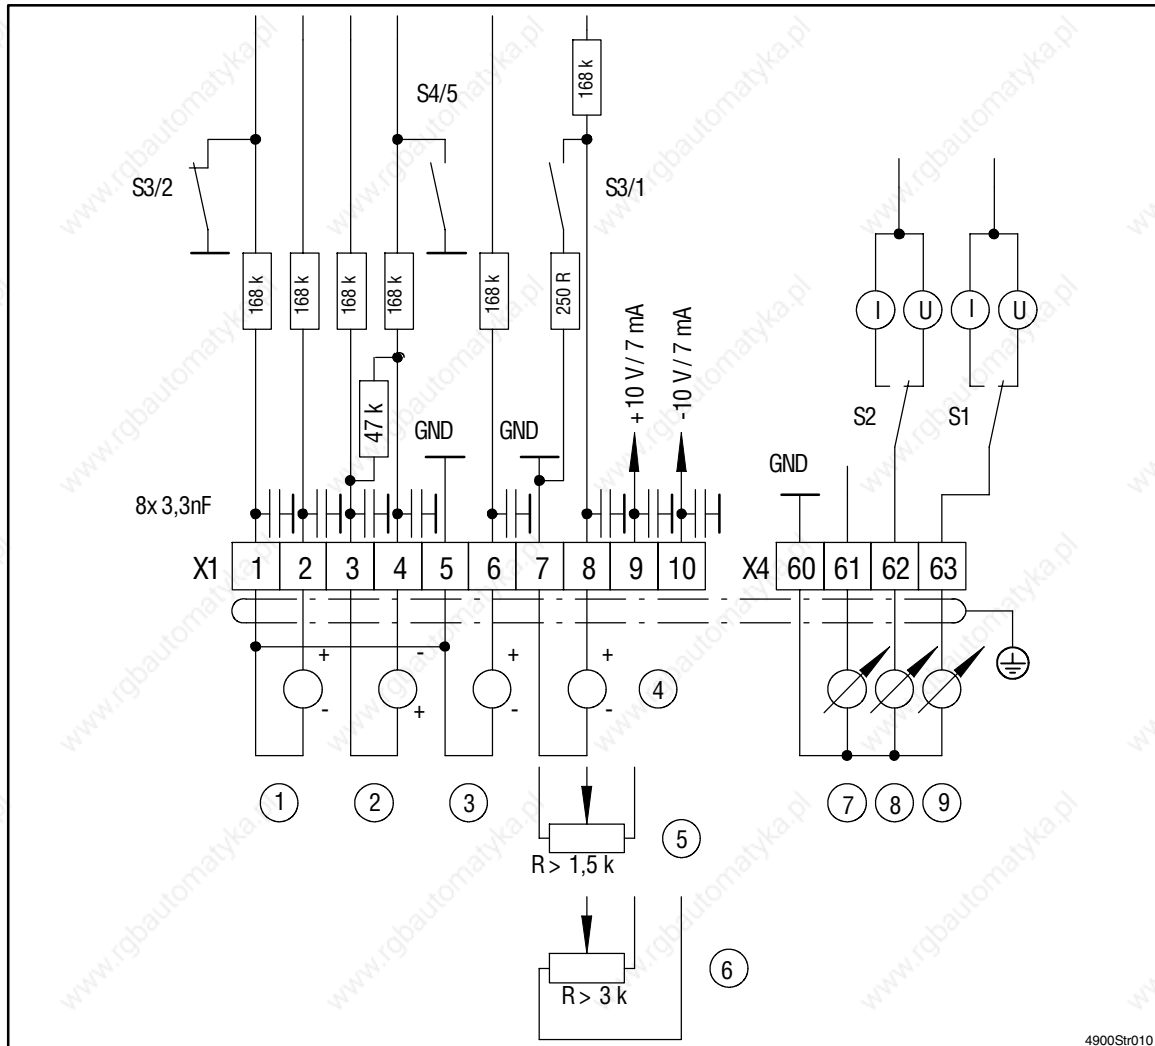 168 k
S4/5
S3/2
S3/1
168 k
168 k
168 k
168 k
168 k
250 R
I
U
I
U
+10 V / 7 mA
-10 V / 7 mA
S2
S1
47 k
GND
GND
GND
8x 3,3nF
X1 1 2 3 4 5 6 7 8 9 10
X4 60 61 62 63
+ - + +
- + - -
4
1 2 3
7 8 9
5
R > 1,5 k
6
R > 3 k
4900Str010
www.rgbautomatyka.pl